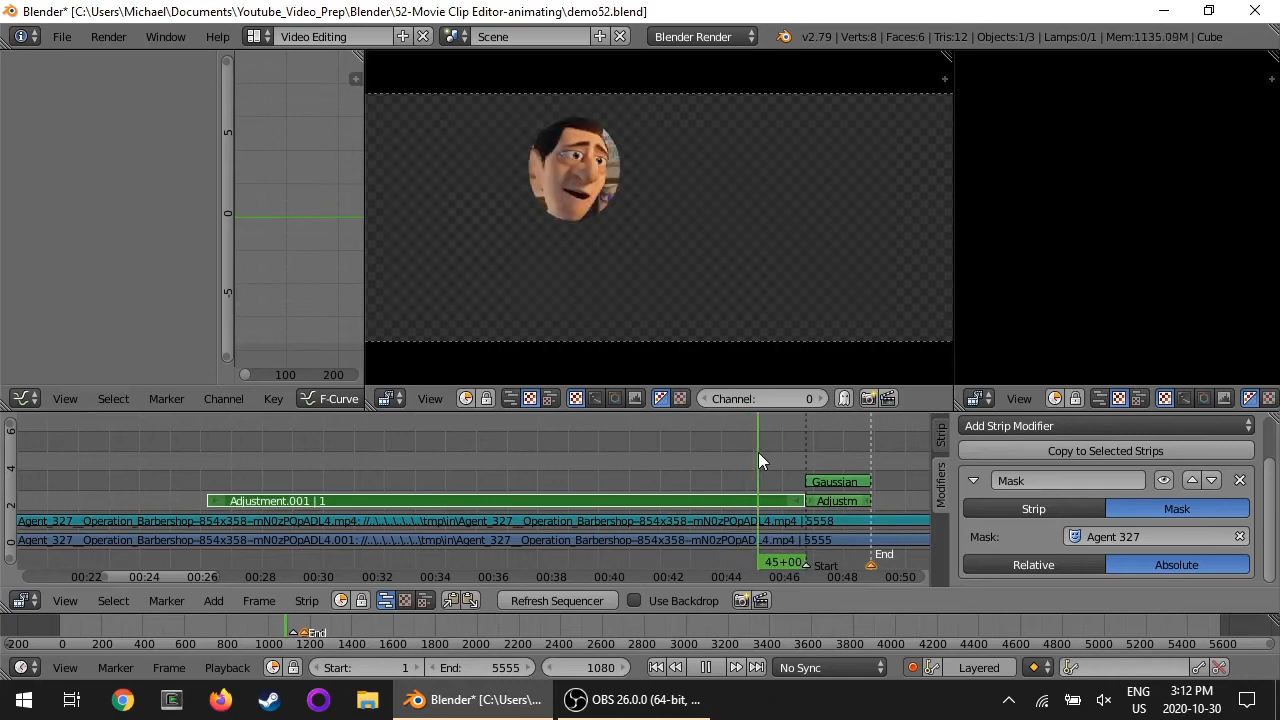 Blender* [C:\Users\Michael\Documents\Youtube_Video_Prep\Blender\52-Movie Clip Editor-animating\demo52.blend]
File Render Window Help Video Editing Scene Blender Render v2.79 | Verts:8 | Faces:6 | Tris:12 | Objects:1/3 | Lamps:0/1 | Mem:1135.09M | Cube
5
0
-5
100 200
View Select Marker Channel Key F-Curve View Channel: 0 View
6
4
2
0
Strip
Modifiers
Add Strip Modifier
Copy to Selected Strips
Mask
Strip Mask
Mask: Agent 327
Relative Absolute
Gaussian
Adjustment.001 | 1 Adjustm
Agent_327__Operation_Barbershop-854x358-mN0zPOpADL4.mp4: //..\..\..\..\..\tmp\in\Agent_327__Operation_Barbershop-854x358-mN0zPOpADL4.mp4 | 5558
Agent_327__Operation_Barbershop-854x358-mN0zPOpADL4.001: //..\..\..\..\..\tmp\in\Agent_327__Operation_Barbershop-854x358-mN0zPOpADL4.mp4 | 5555
45+00 Start End
00:22 00:24 00:26 00:28 00:30 00:32 00:34 00:36 00:38 00:40 00:42 00:44 00:46 00:48 00:50
View Select Marker Add Frame Strip Refresh Sequencer Use Backdrop
End
-200 0 200 400 600 800 1000 1200 1400 1600 1800 2000 2200 2400 2600 2800 3000 3200 3400 3600 3800 4000 4200 4400 4600 4800 5000 5200 5400 5600
View Marker Frame Playback Start: 1 End: 5555 1080 No Sync Layered
Blender* [C:\Users\... OBS 26.0.0 (64-bit, ...
ENG
US
3:12 PM
2020-10-30